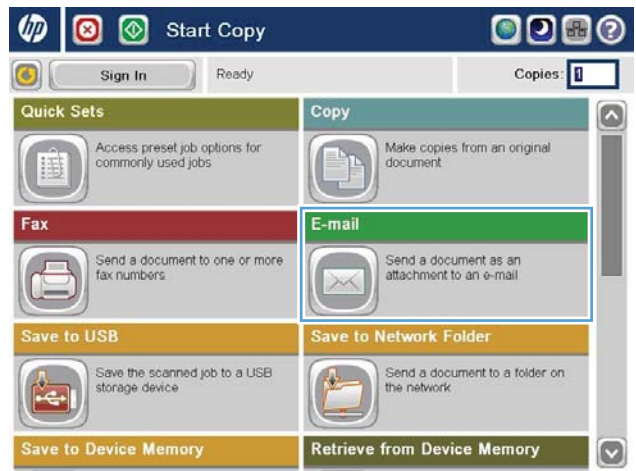 hp
Start Copy
?
Sign In
Ready
Copies: 1
Quick Sets
Access preset job options for
commonly used jobs
Copy
Make copies from an original
document
Fax
Send a document to one or more
fax numbers
E-mail
Send a document as an
attachment to an e-mail
Save to USB
Save the scanned job to a USB
storage device
Save to Network Folder
Send a document to a folder on
the network
Save to Device Memory
Retrieve from Device Memory